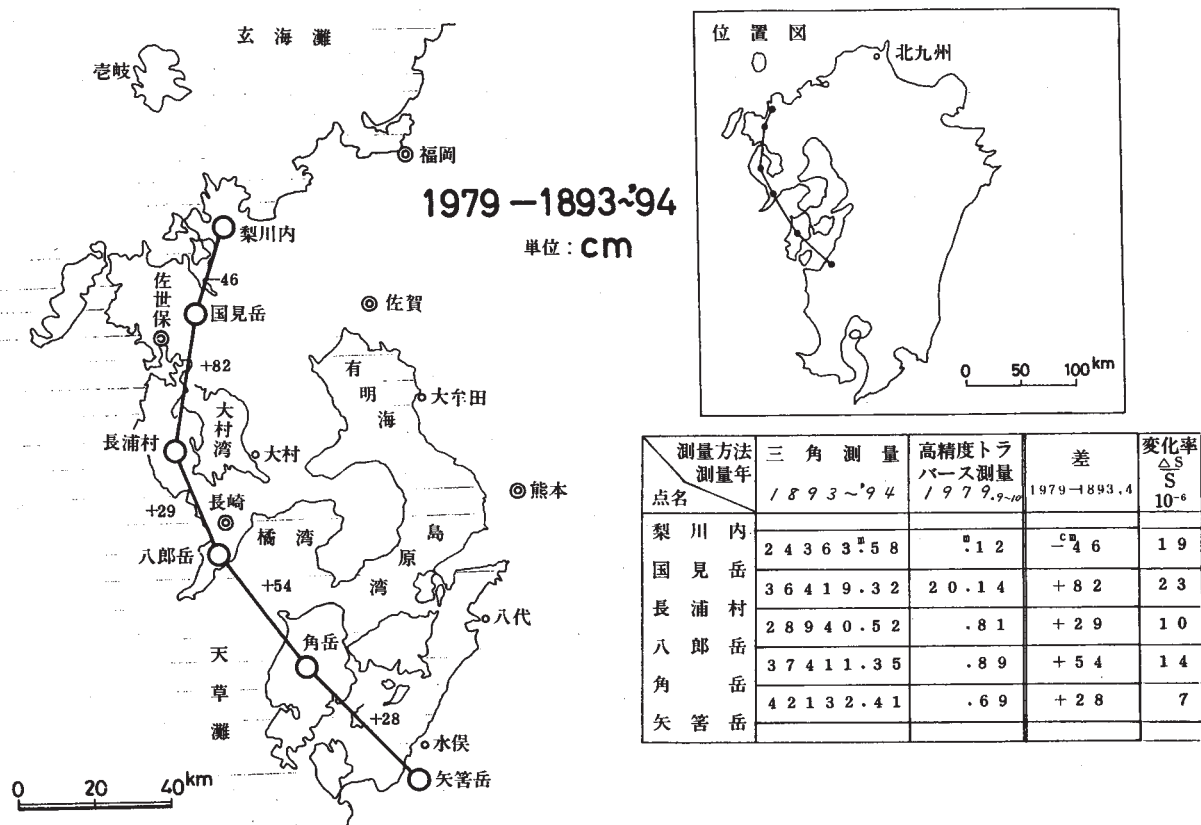 玄海灘
壱岐
福岡
1979-1893~'94
単位:cm
梨川内
-46
佐世保
国見岳
佐賀
+82
有明海
大牟田
大村湾
長浦村
大村
熊本
+29
長崎
橘湾
島原湾
八郎岳
+54
八代
角岳
天草灘
+28
水俣
矢筈岳
0 20 40km
位置図
北九州
0 50 100km
測量方法 三角測量 高精度トラバース測量 差 変化率
測量年 1893~'94 1979.9~10 1979-1893.4 ΔS/S
点名 10⁻⁶
梨川内
24363.58 m .12 m -46 cm 19
国見岳
36419.32 20.14 +82 23
長浦村
28940.52 .81 +29 10
八郎岳
37411.35 .89 +54 14
角岳
42132.41 .69 +28 7
矢筈岳